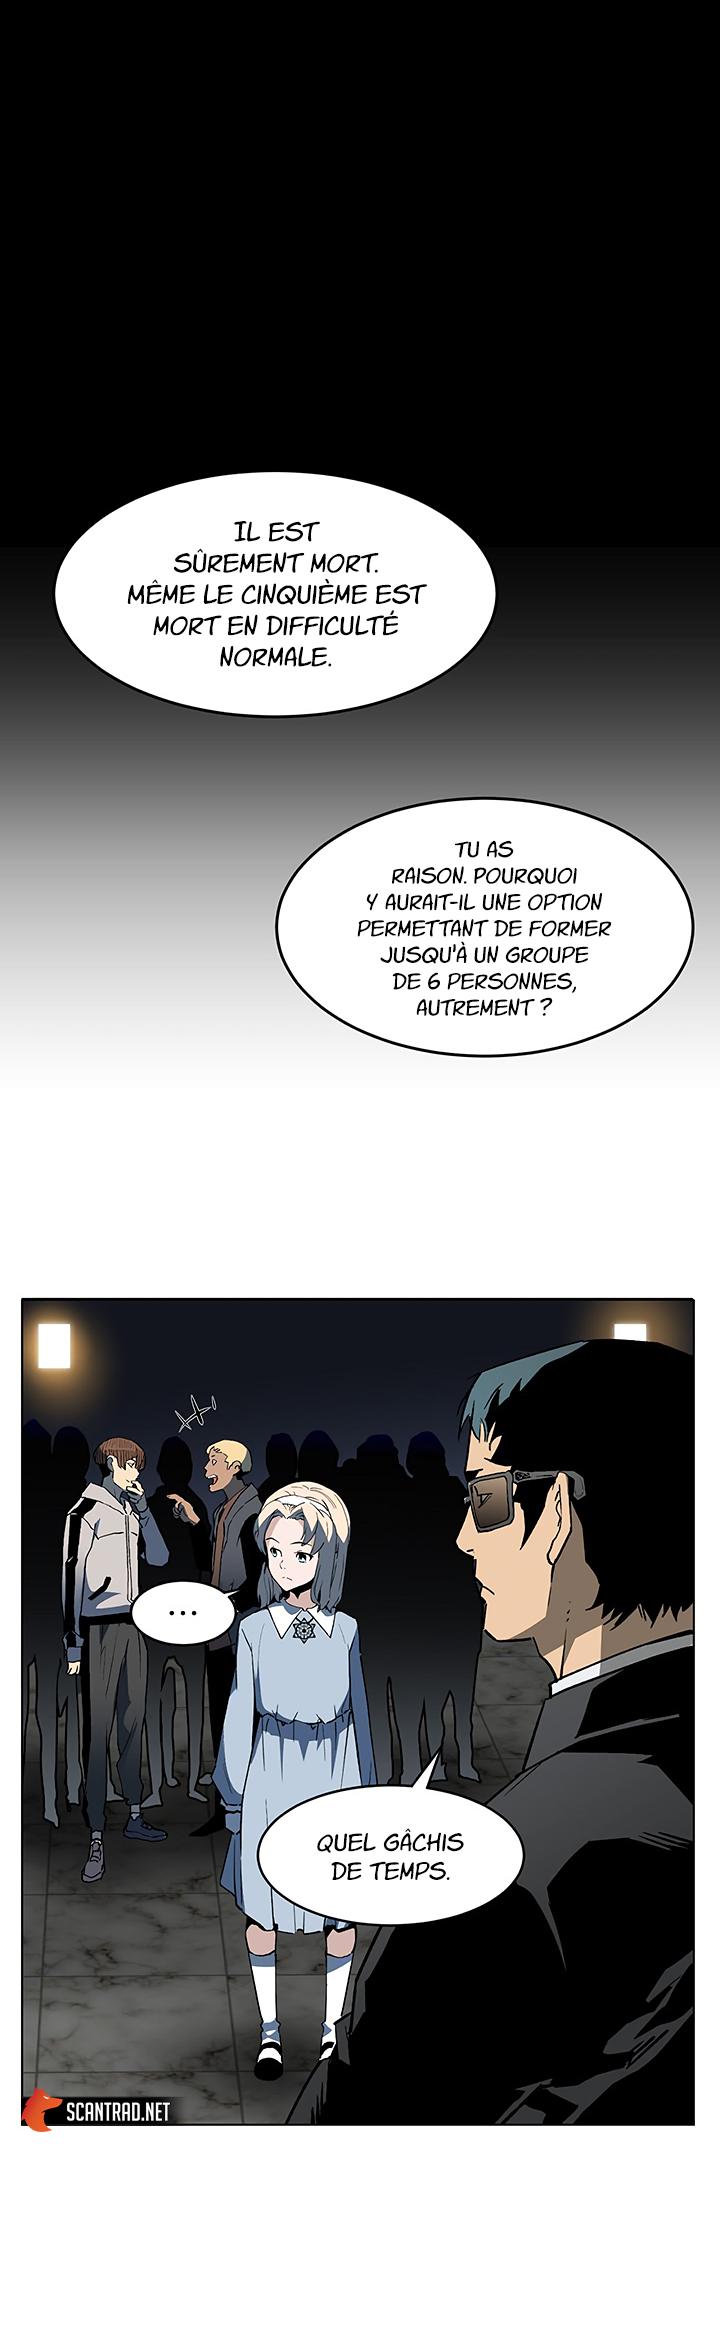 IL EST
SÛREMENT MORT.
MÊME LE CINQUIÈME EST
MORT EN DIFFICULTÉ
NORMALE.
TU AS
RAISON. POURQUOI
Y AURAIT-IL UNE OPTION
PERMETTANT DE FORMER
JUSQU'À UN GROUPE
DE 6 PERSONNES,
AUTREMENT ?
...
QUEL GÂCHIS
DE TEMPS.
SCANTRAD.NET